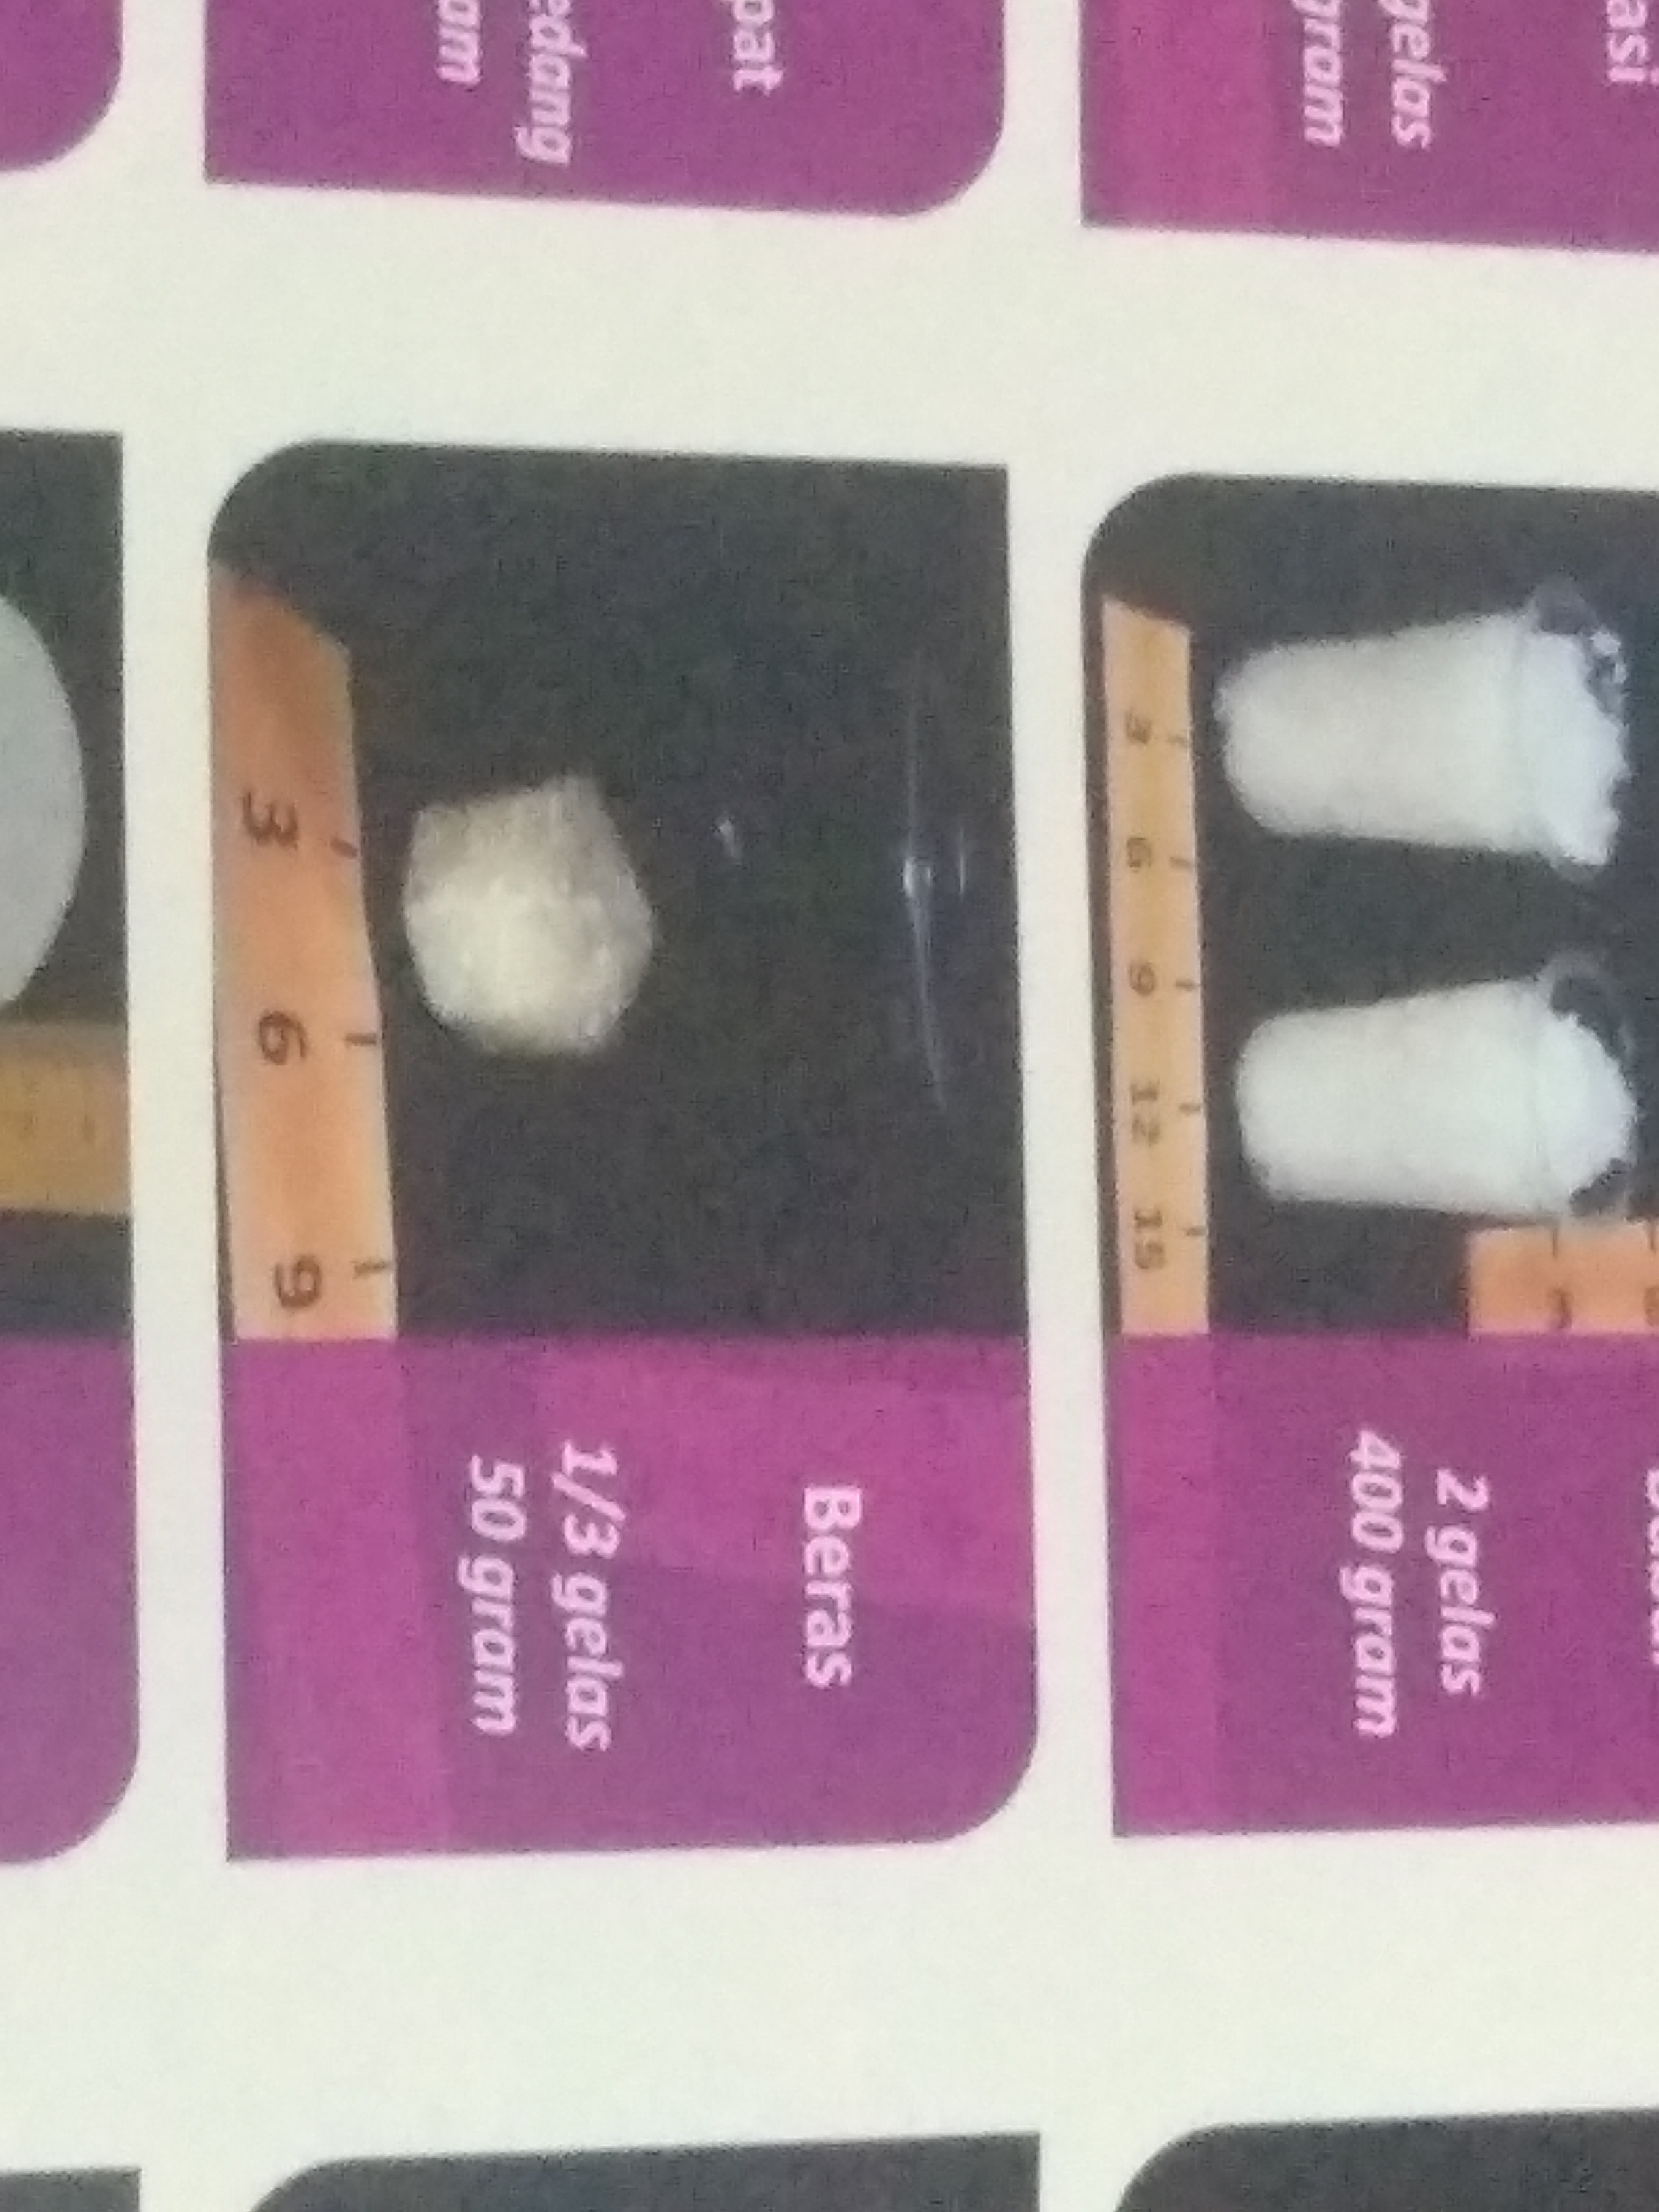 asi
gelas
gram
2 gelas
400 gram
3 6 9 12 15
pat
edang
am
Beras
1/3 gelas
50 gram
3 6 9